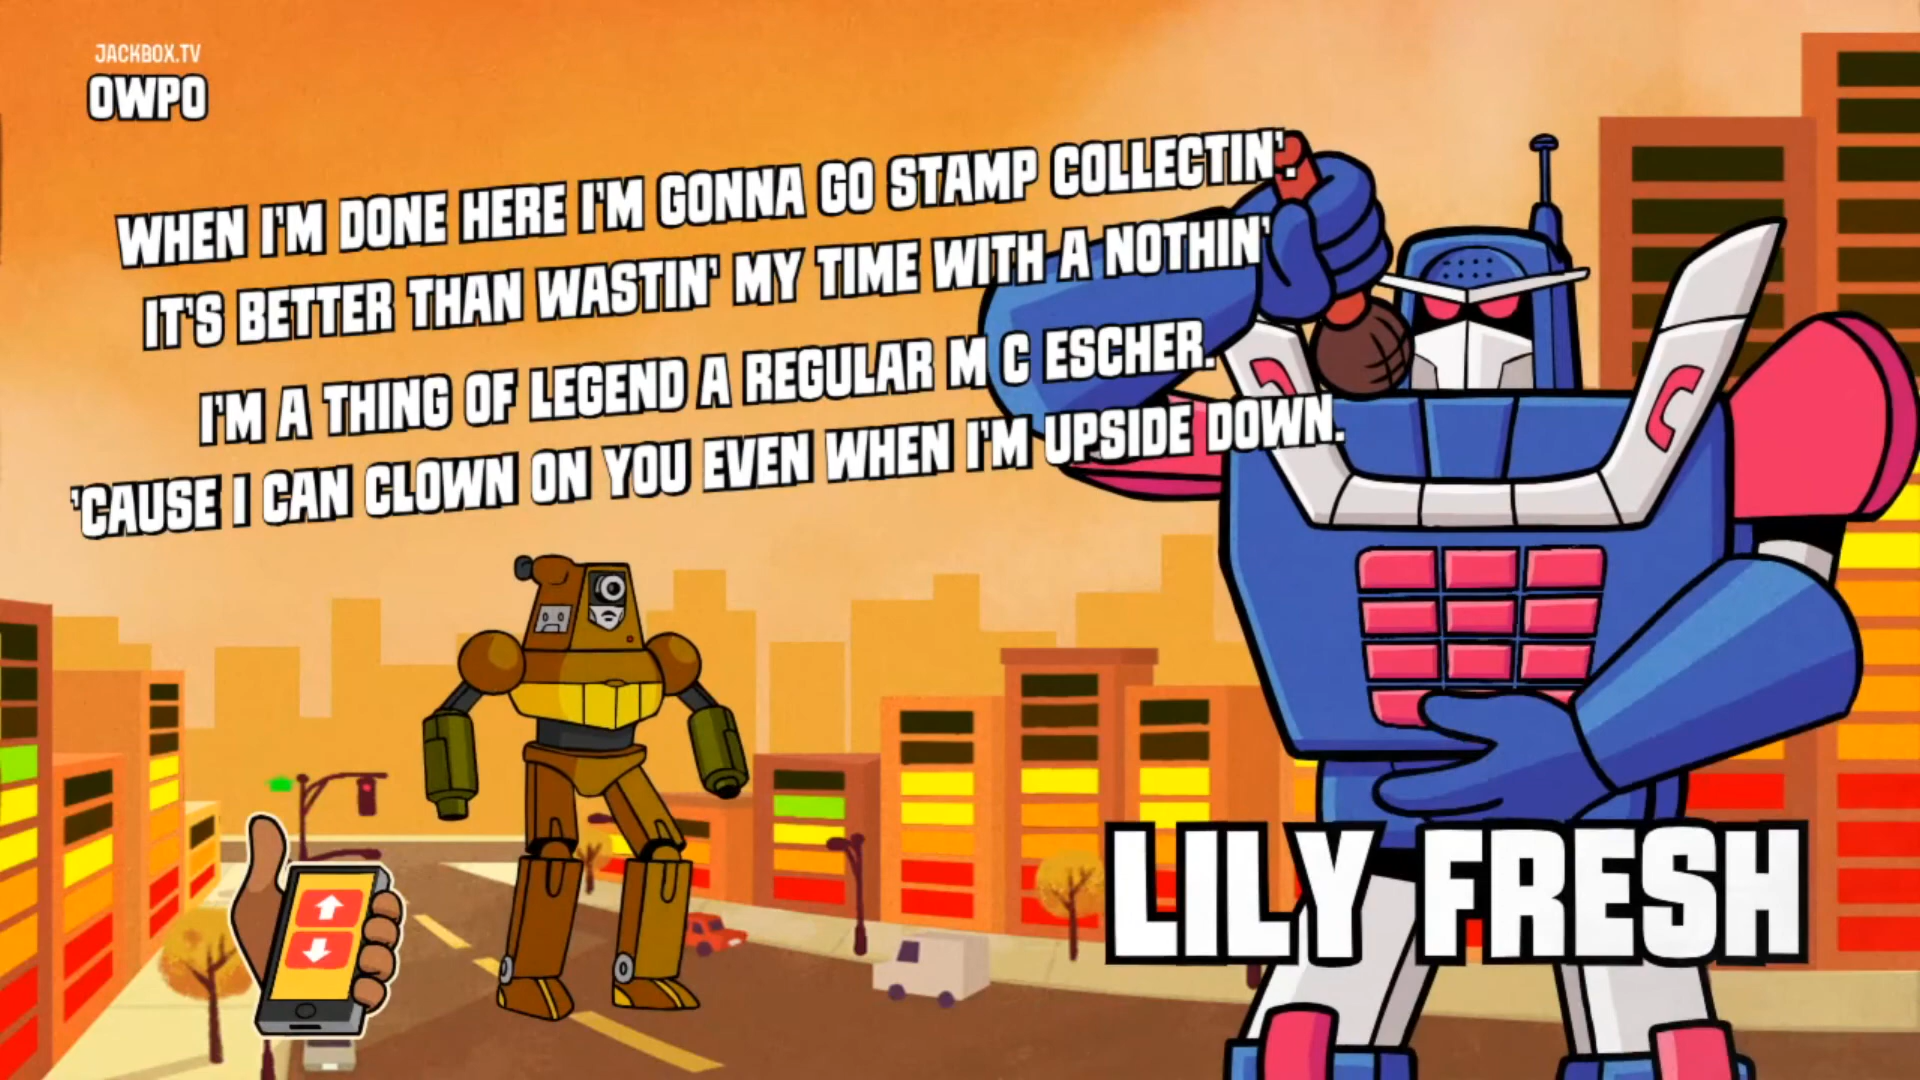 JACKBOX.TV
OWPO
WHEN I'M DONE HERE I'M GONNA GO STAMP COLLECTIN'.
IT'S BETTER THAN WASTIN' MY TIME WITH A NOTHIN'
I'M A THING OF LEGEND A REGULAR M C ESCHER.
'CAUSE I CAN CLOWN ON YOU EVEN WHEN I'M UPSIDE DOWN.
LILY FRESH